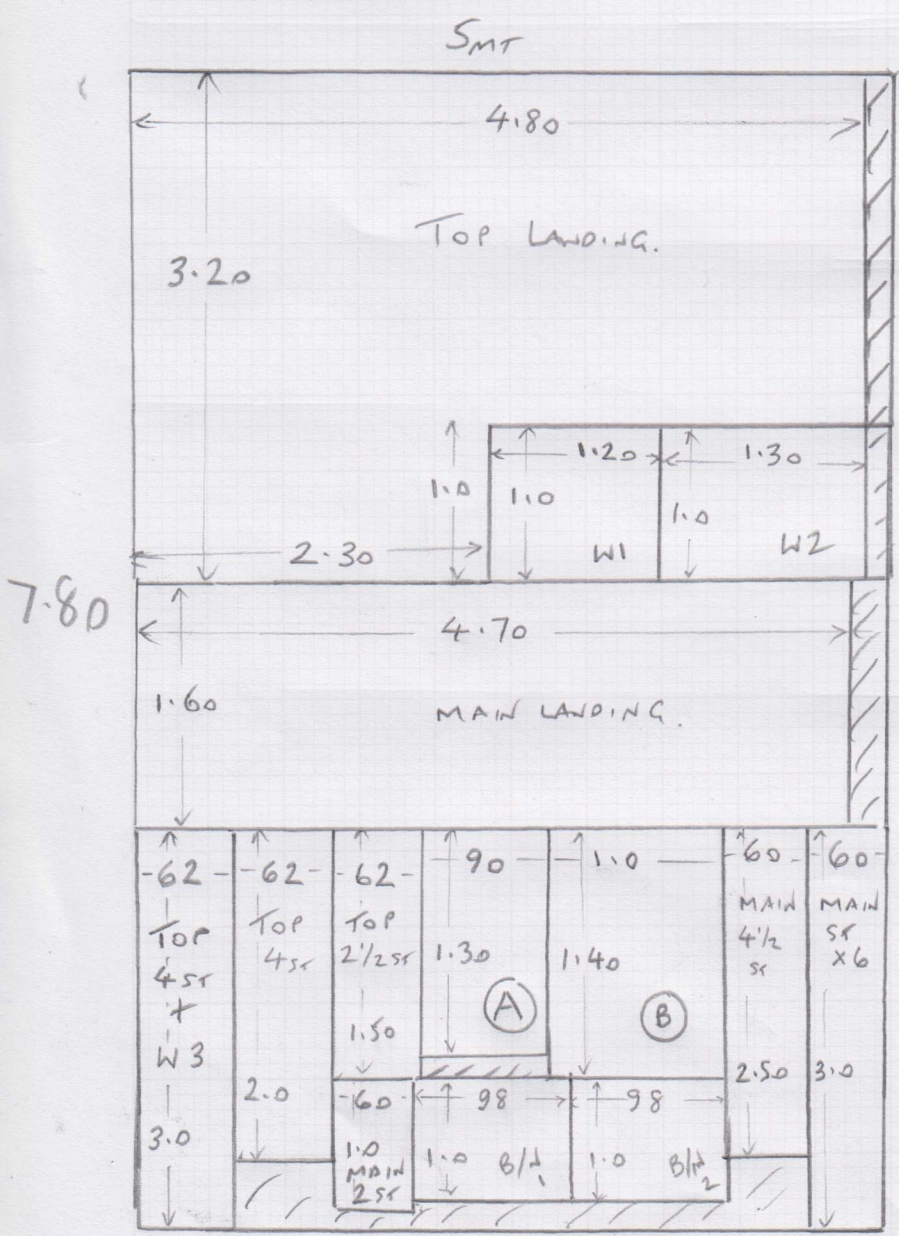 5MT
4.80
TOP LANDING.
3.20
1.0
1.0
1.20
1.30
1.0
W1
W2
2.30
7.80
4.70
1.60
MAIN LANDING.
62
62
62
90
1.0
60
60
TOP
4ST
+
W3
3.0
TOP
4ST
2.0
TOP
2½ST
1.50
1.30
A
1.40
B
MAIN
4½
ST
2.50
MAIN
ST
X6
3.0
60
1.0
MAIN
2ST
98
1.0
B/N1
98
1.0
B/N2